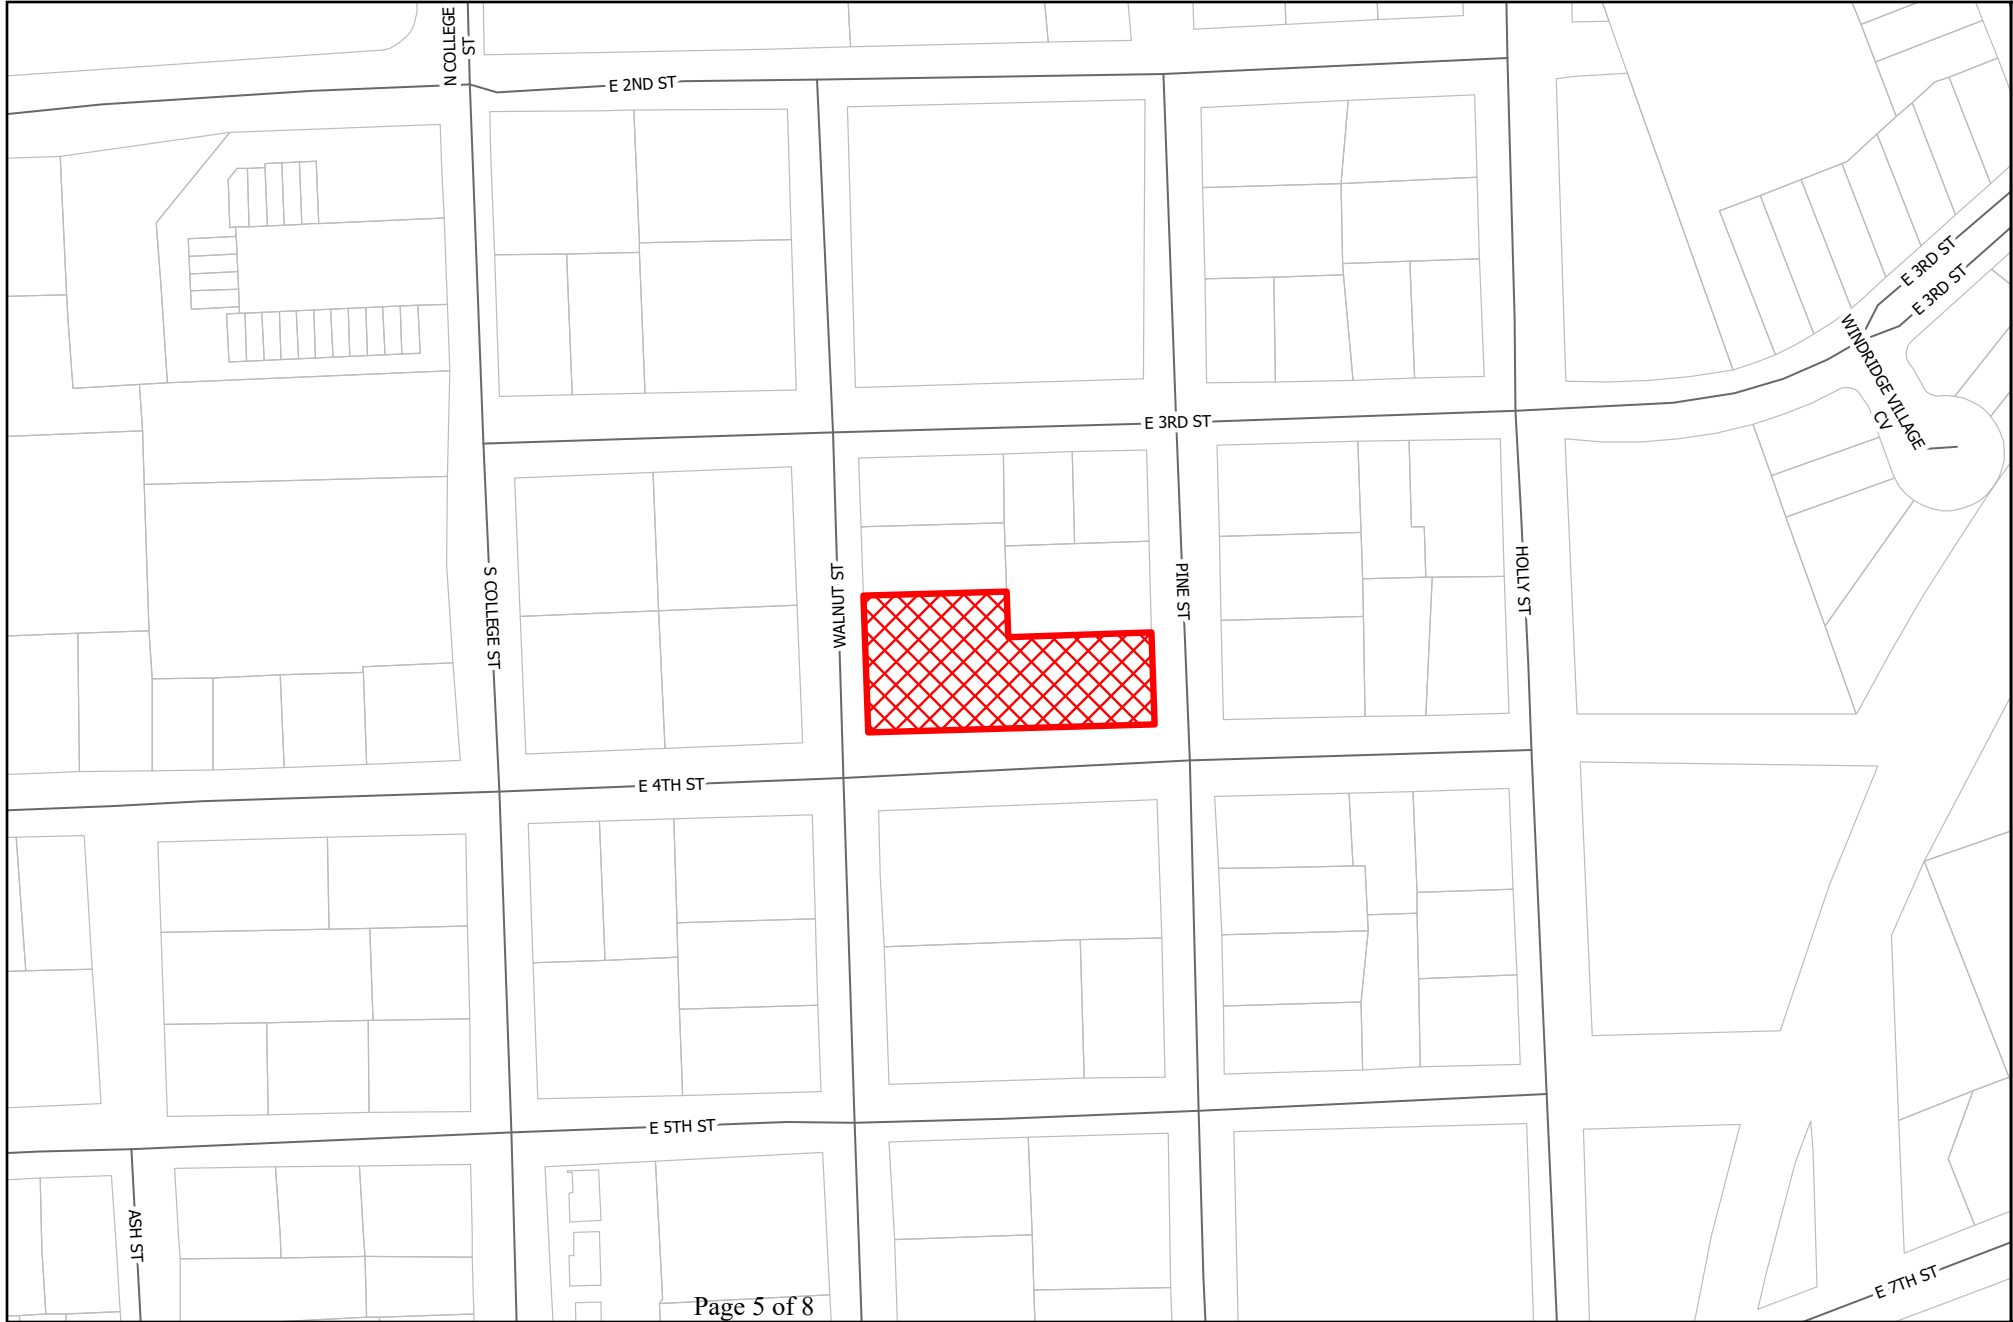 N COLLEGE
ST
E 2ND ST
E 3RD ST
E 3RD ST
WINDRIDGE VILLAGE
CV
E 3RD ST
S COLLEGE ST
WALNUT ST
PINE ST
HOLLY ST
E 4TH ST
E 5TH ST
ASH ST
E 7TH ST
Page 5 of 8